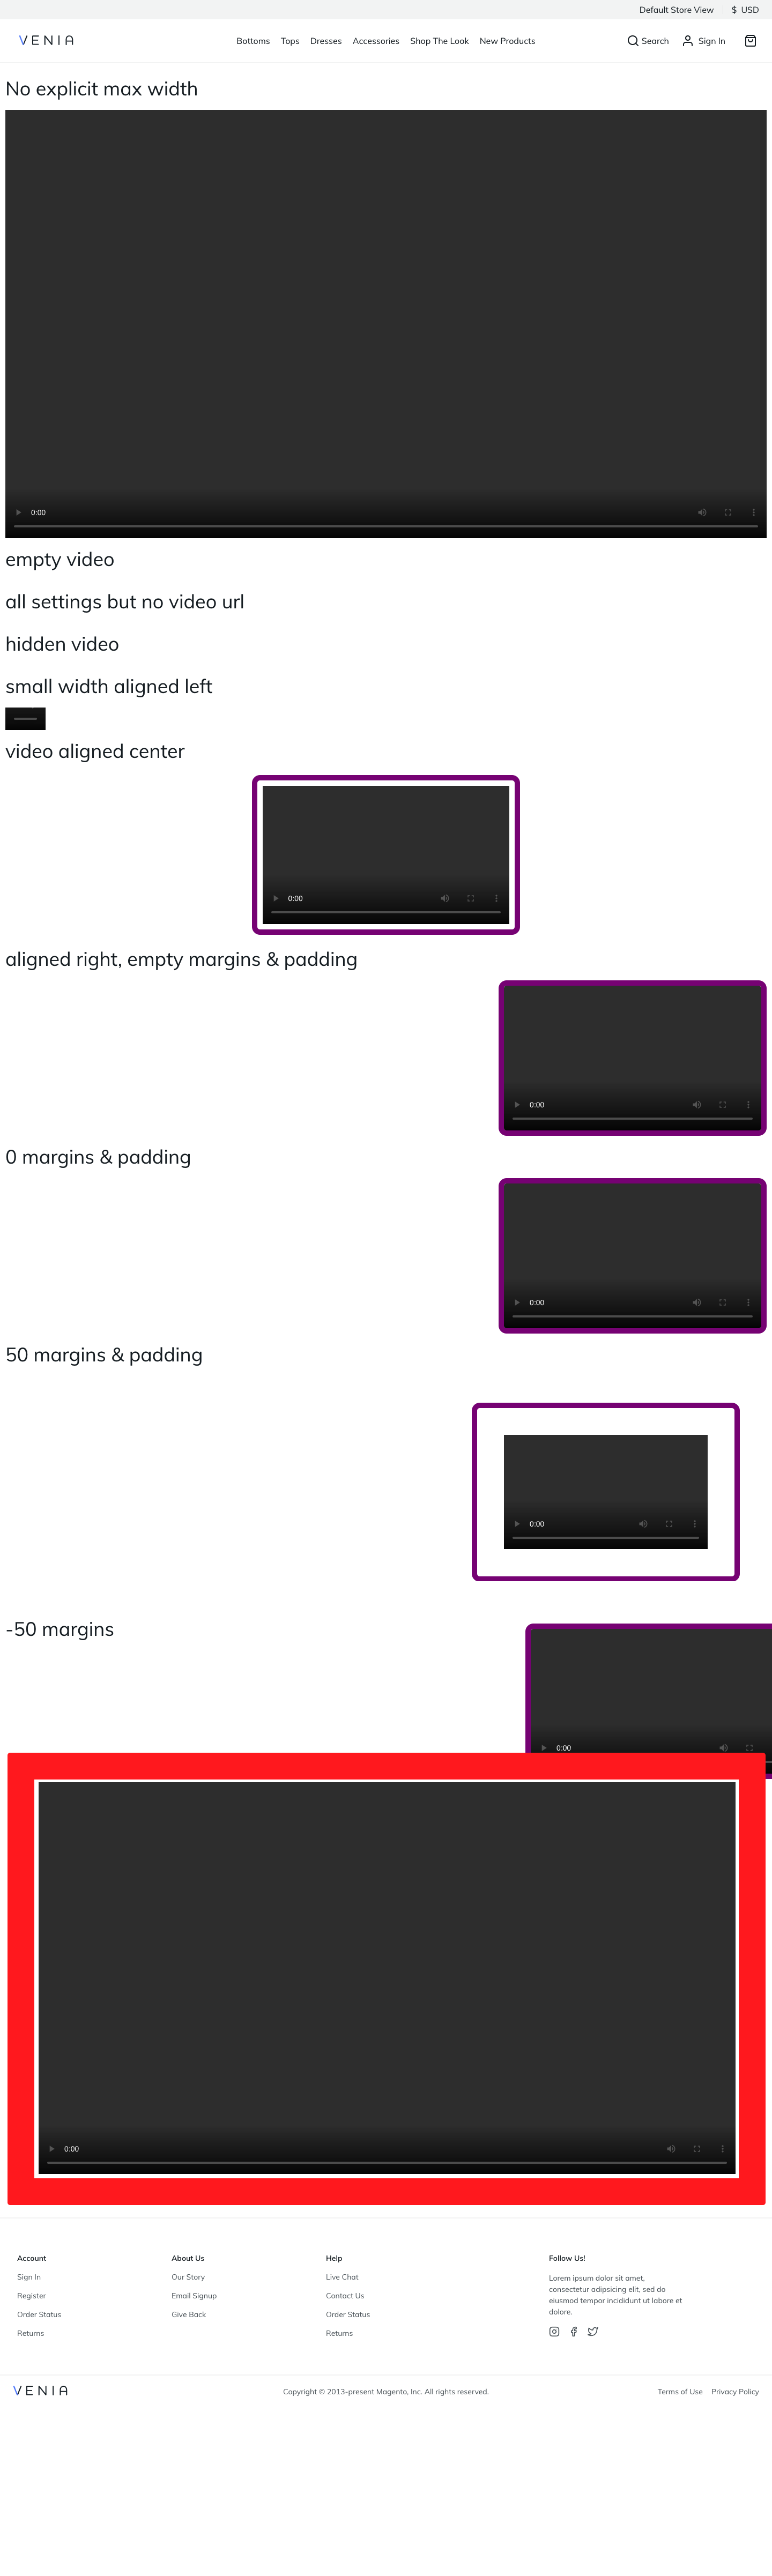 Default Store View
$ USD
VENIA
Bottoms Tops Dresses Accessories Shop The Look New Products
Search
Sign In
No explicit max width
0:00
empty video
all settings but no video url
hidden video
small width aligned left
video aligned center
0:00
aligned right, empty margins & padding
0:00
0 margins & padding
0:00
50 margins & padding
0:00
-50 margins
0:00
0:00
Account
Sign In
Register
Order Status
Returns
About Us
Our Story
Email Signup
Give Back
Help
Live Chat
Contact Us
Order Status
Returns
Follow Us!
Lorem ipsum dolor sit amet,
consectetur adipsicing elit, sed do
eiusmod tempor incididunt ut labore et
dolore.
VENIA
Copyright © 2013-present Magento, Inc. All rights reserved.
Terms of Use Privacy Policy